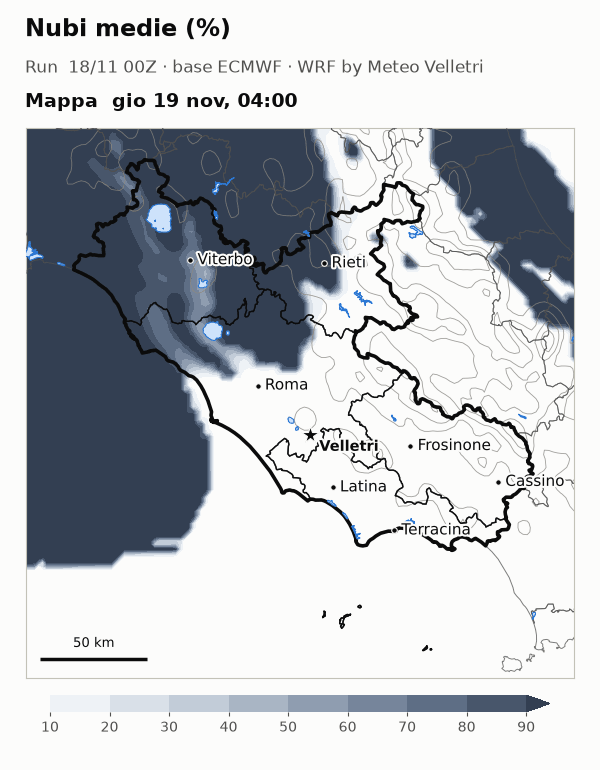 Nubi medie (%)
Run  18/11 00Z · base ECMWF · WRF by Meteo Velletri
Mappa  gio 19 nov, 04:00
Viterbo
Rieti
Roma
Velletri
Frosinone
Latina
Cassino
Terracina
50 km
10 20 30 40 50 60 70 80 90